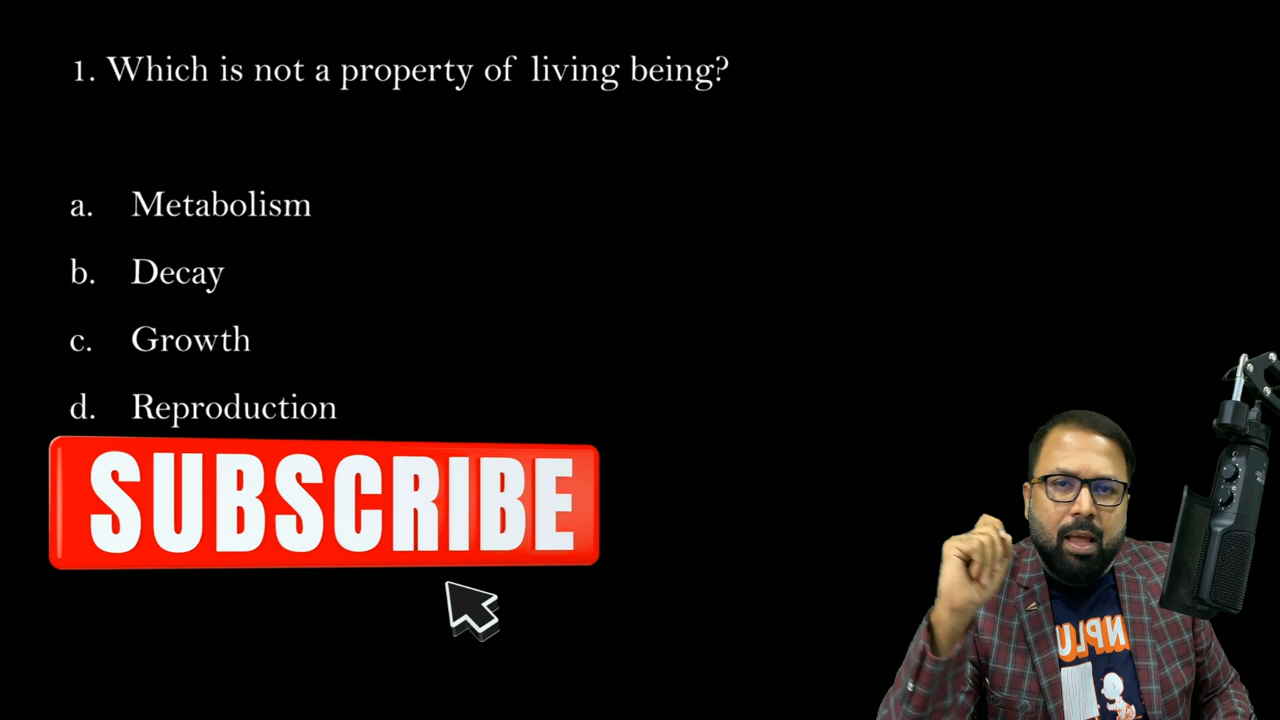 1. Which is not a property of living being?
a. Metabolism
b. Decay
c. Growth
d. Reproduction
SUBSCRIBE